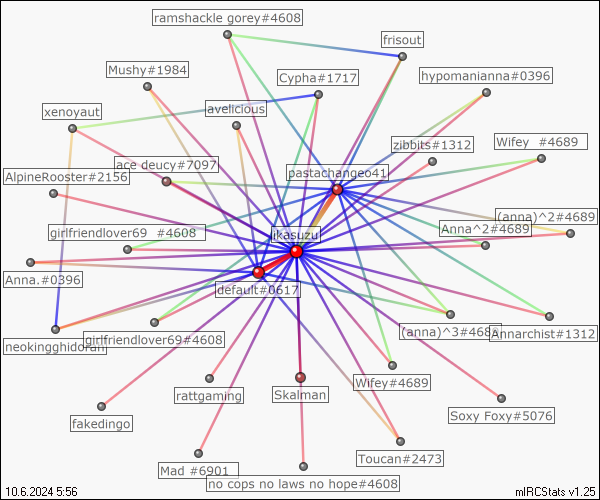 ramshackle gorey#4608
frisout
Mushy#1984
Cypha#1717
hypomanianna#0396
xenoyaut
avelicious
zibbits#1312
Wifey_#4689
ace deucy#7097
pastachangeo41
AlpineRooster#2156
(anna)^2#4689
girlfriendlover69_#4608
ikasuzu
Anna^2#4689
Anna.#0396
default#0617
neokingghidorah
girlfriendlover69#4608
(anna)^3#4689
Annarchist#1312
rattgaming
Skalman
Wifey#4689
fakedingo
Soxy Foxy#5076
Mad_#6901
Toucan#2473
no cops no laws no hope#4608
10.6.2024 5:56
mIRCStats v1.25